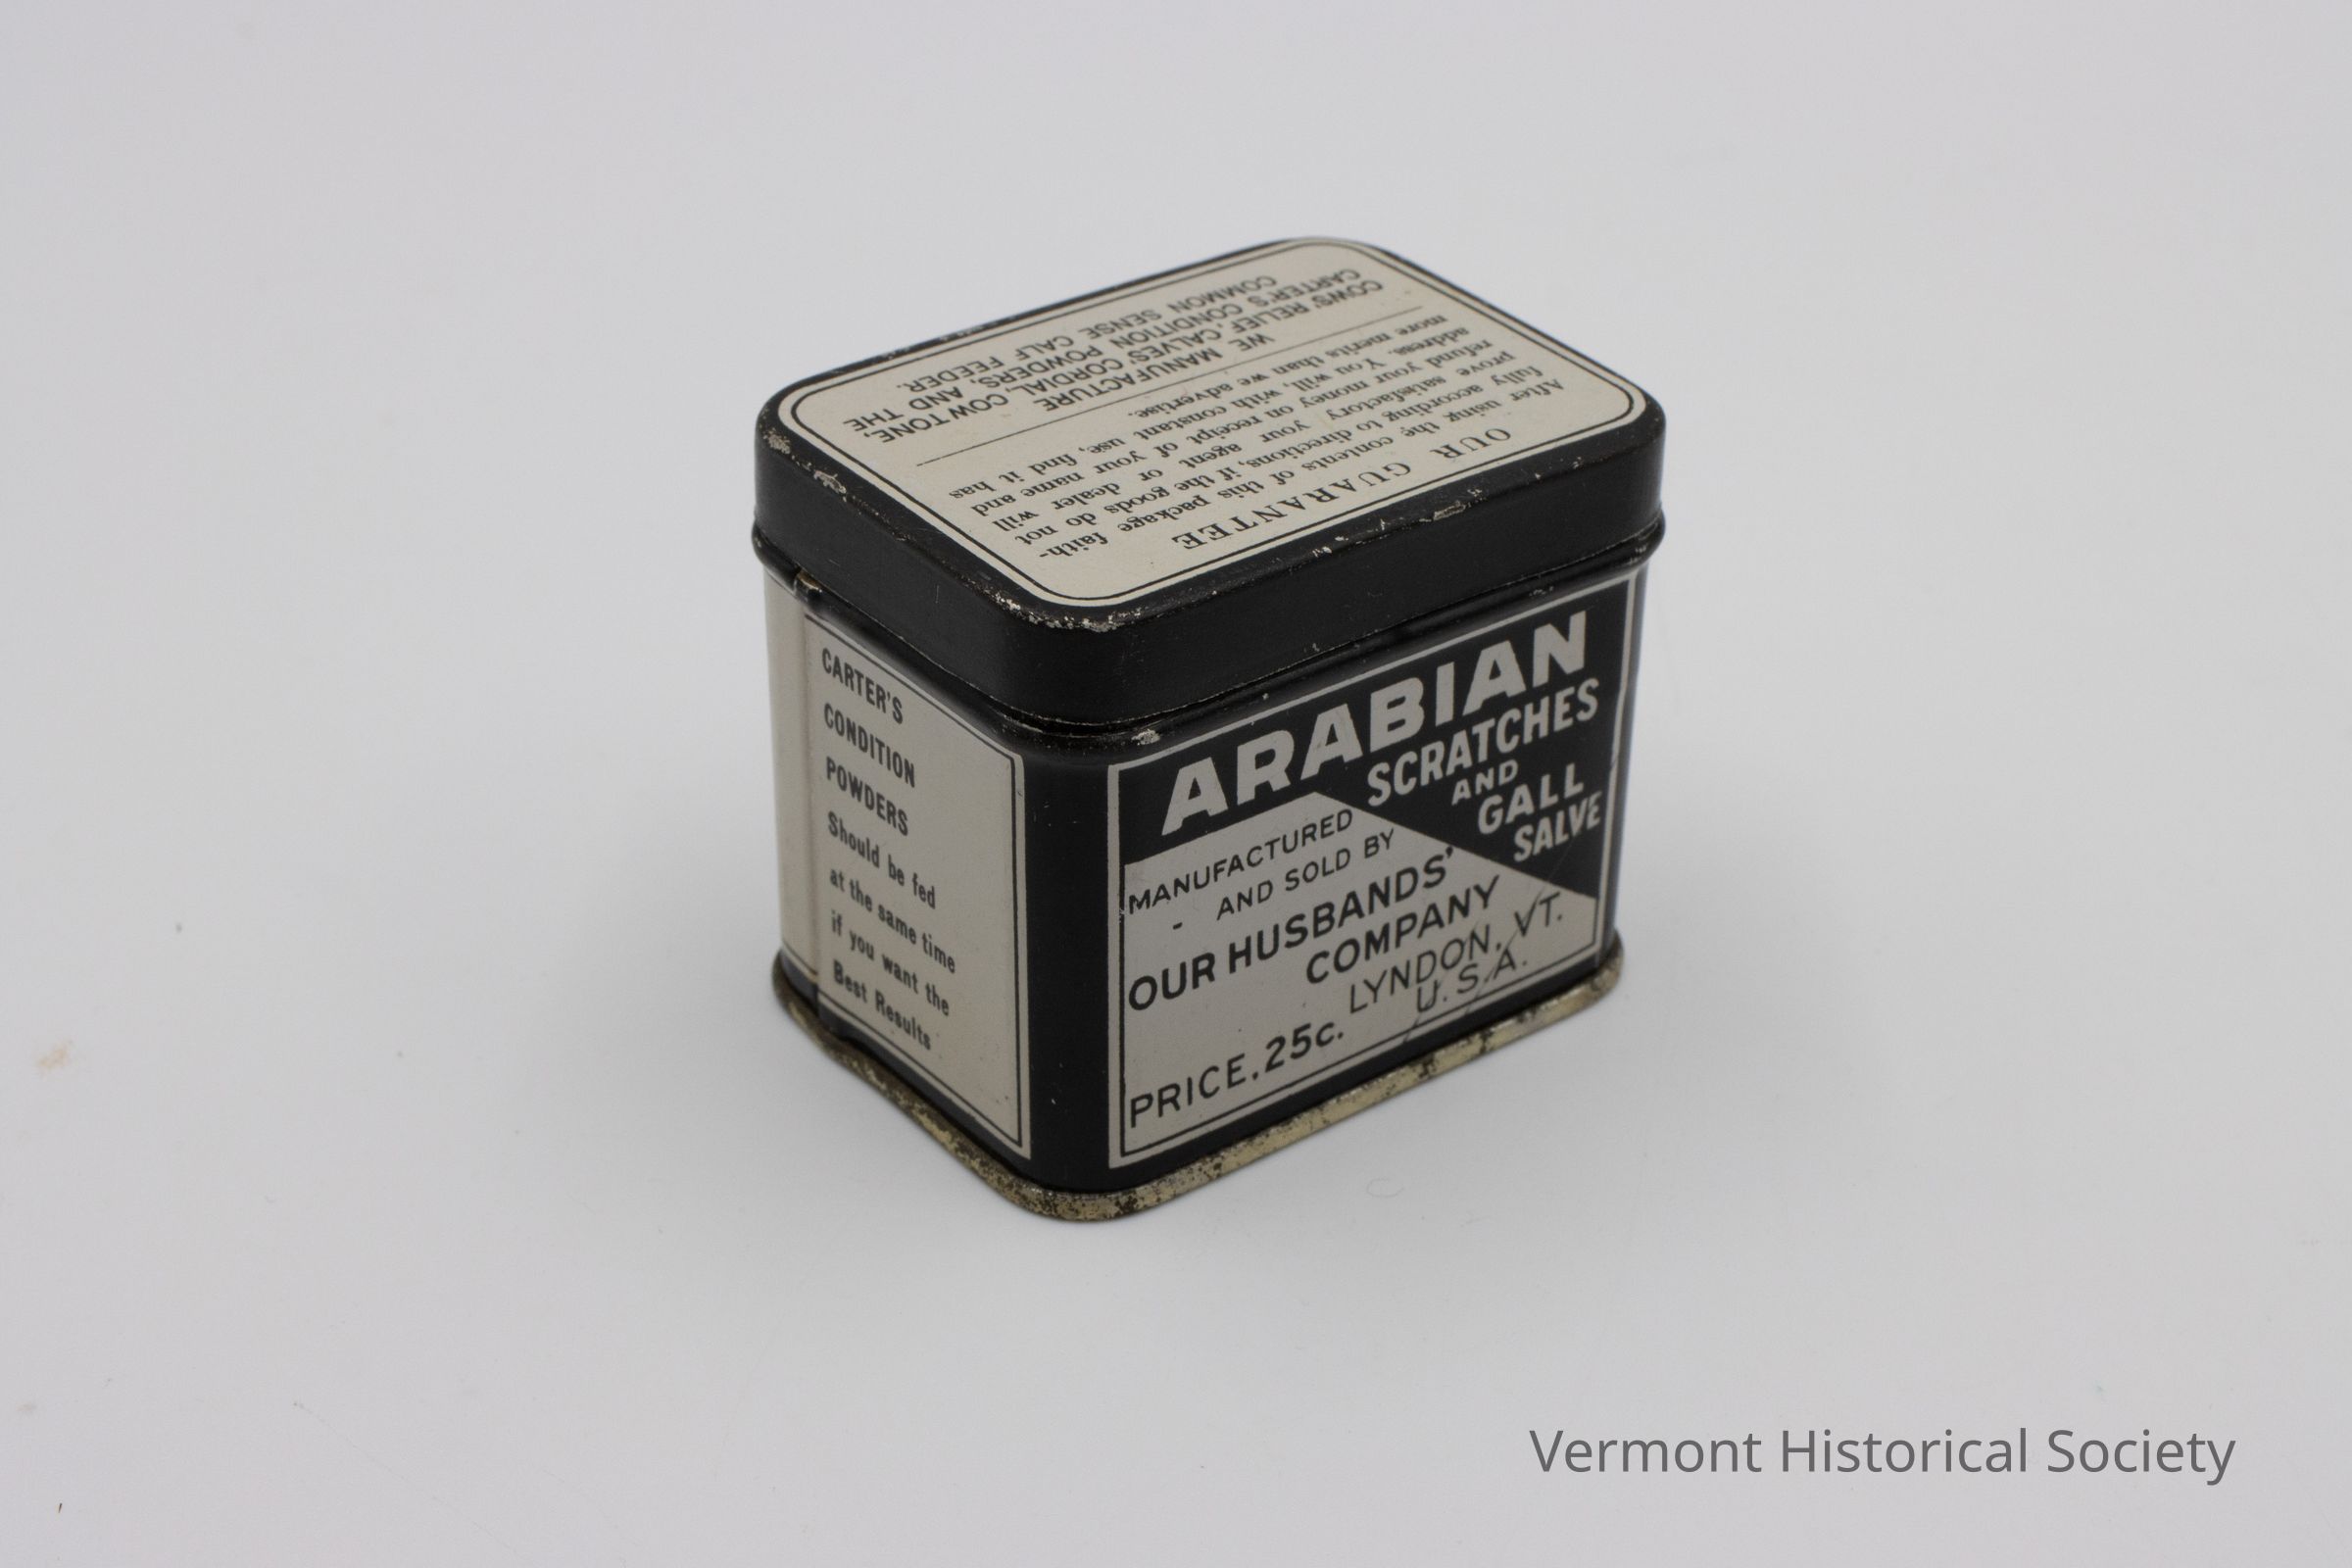 OUR GUARANTEE
After using the contents of this package faith-
fully according to directions, if the goods do not
prove satisfactory your agent or dealer will
refund your money on receipt of your name and
address. You will, with constant use, find it has
more merits than we advertise.
WE MANUFACTURE
COWS' RELIEF, CALVES' CORDIAL, COWTONE,
CARTER'S CONDITION POWDERS, AND THE
COMMON SENSE CALF FEEDER.
CARTER'S
CONDITION
POWDERS
Should be fed
at the same time
if you want the
Best Results
ARABIAN
SCRATCHES
AND
GALL
SALVE
MANUFACTURED
- AND SOLD BY
OUR HUSBANDS'
COMPANY
LYNDON, VT.
U.S.A.
PRICE. 25c.
Vermont Historical Society